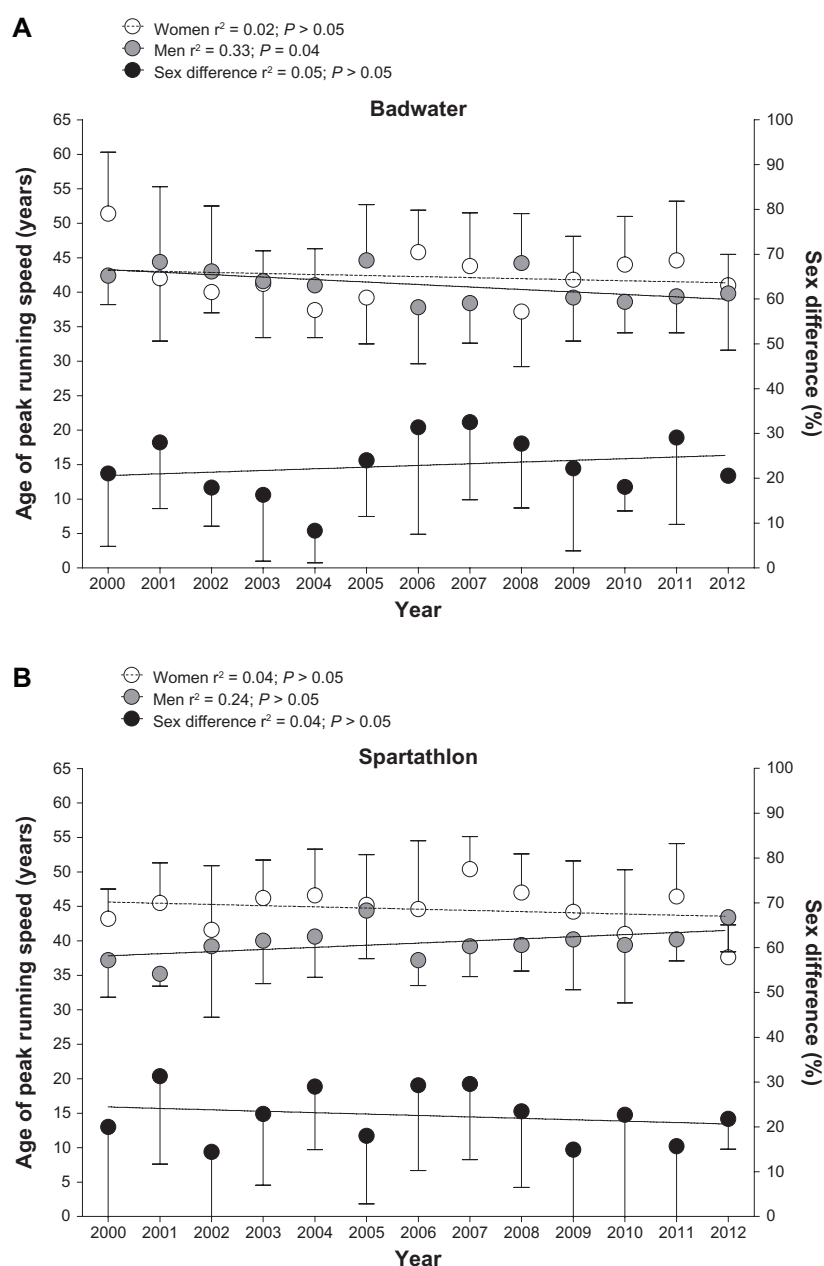 A
Women r² = 0.02; P > 0.05
Men r² = 0.33; P = 0.04
Sex difference r² = 0.05; P > 0.05
Badwater
Age of peak running speed (years)
65
60
55
50
45
40
35
30
25
20
15
10
5
0
100
90
80
70
60
50
40
30
20
10
0
Sex difference (%)
2000 2001 2002 2003 2004 2005 2006 2007 2008 2009 2010 2011 2012
Year
B
Women r² = 0.04; P > 0.05
Men r² = 0.24; P > 0.05
Sex difference r² = 0.04; P > 0.05
Spartathlon
Age of peak running speed (years)
65
60
55
50
45
40
35
30
25
20
15
10
5
0
100
90
80
70
60
50
40
30
20
10
0
Sex difference (%)
2000 2001 2002 2003 2004 2005 2006 2007 2008 2009 2010 2011 2012
Year